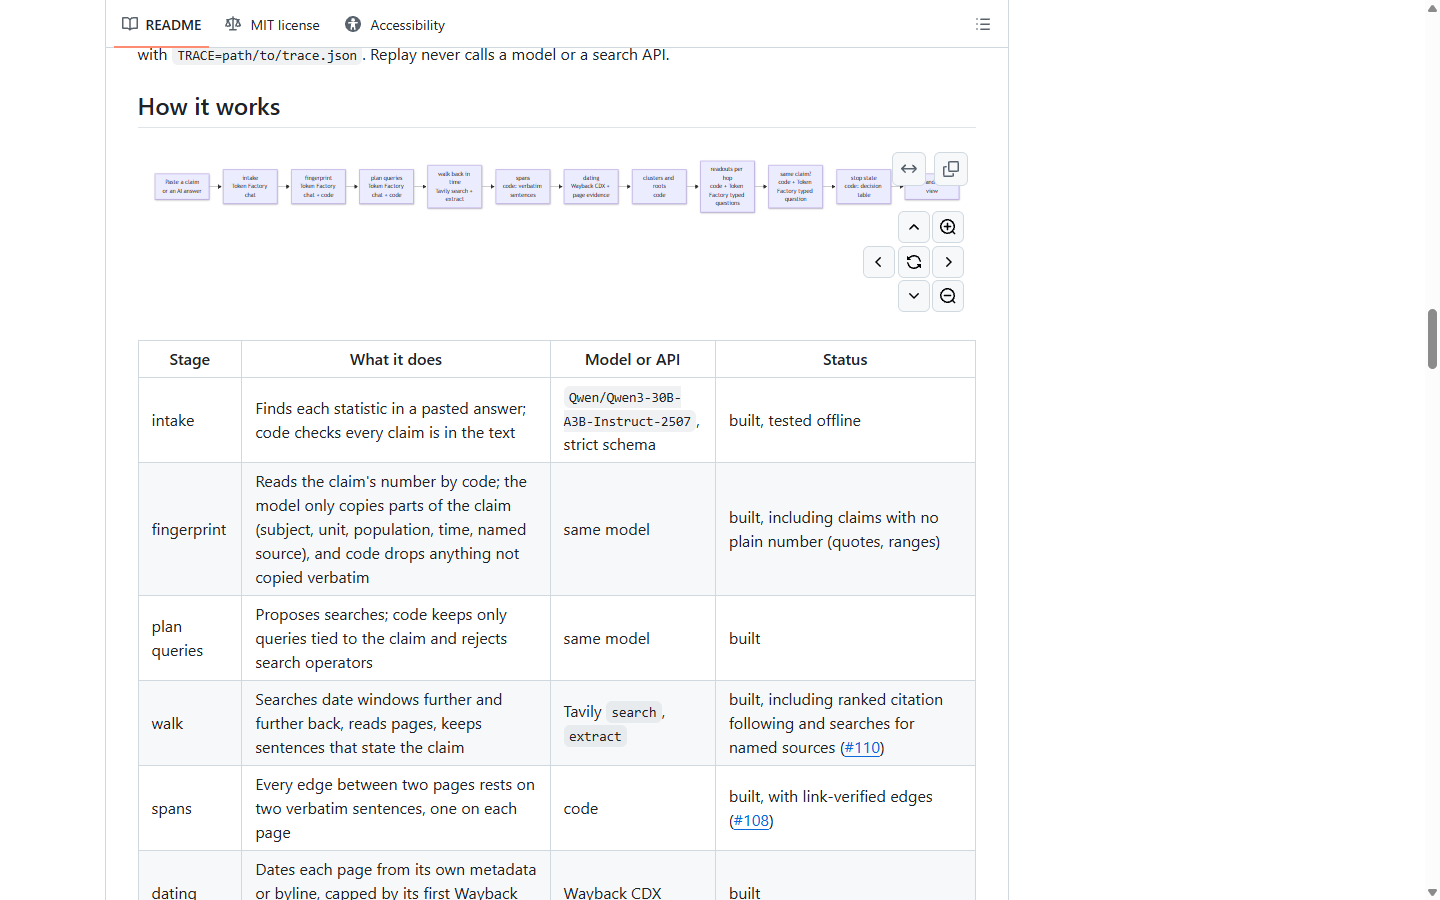 README
MIT license
Accessibility
with TRACE=path/to/trace.json. Replay never calls a model or a search API.
How it works
Paste a claim
or an AI answer
intake
Token Factory
chat
fingerprint
Token Factory
chat + code
plan queries
Token Factory
chat + code
walk back in
time
Tavily search +
extract
spans
code: verbatim
sentences
dating
Wayback CDX +
page evidence
clusters and
roots
code
readouts per
hop
code + Token
Factory typed
questions
same claim?
code + Token
Factory typed
question
stop state
code: decision
table
view
Stage
What it does
Model or API
Status
intake
Finds each statistic in a pasted answer;
code checks every claim is in the text
Qwen/Qwen3-30B-
A3B-Instruct-2507,
strict schema
built, tested offline
fingerprint
Reads the claim's number by code; the
model only copies parts of the claim
(subject, unit, population, time, named
source), and code drops anything not
copied verbatim
same model
built, including claims with no
plain number (quotes, ranges)
plan
queries
Proposes searches; code keeps only
queries tied to the claim and rejects
search operators
same model
built
walk
Searches date windows further and
further back, reads pages, keeps
sentences that state the claim
Tavily search,
extract
built, including ranked citation
following and searches for
named sources (#110)
spans
Every edge between two pages rests on
two verbatim sentences, one on each
page
code
built, with link-verified edges
(#108)
dating
Dates each page from its own metadata
or byline, capped by its first Wayback
Wayback CDX
built